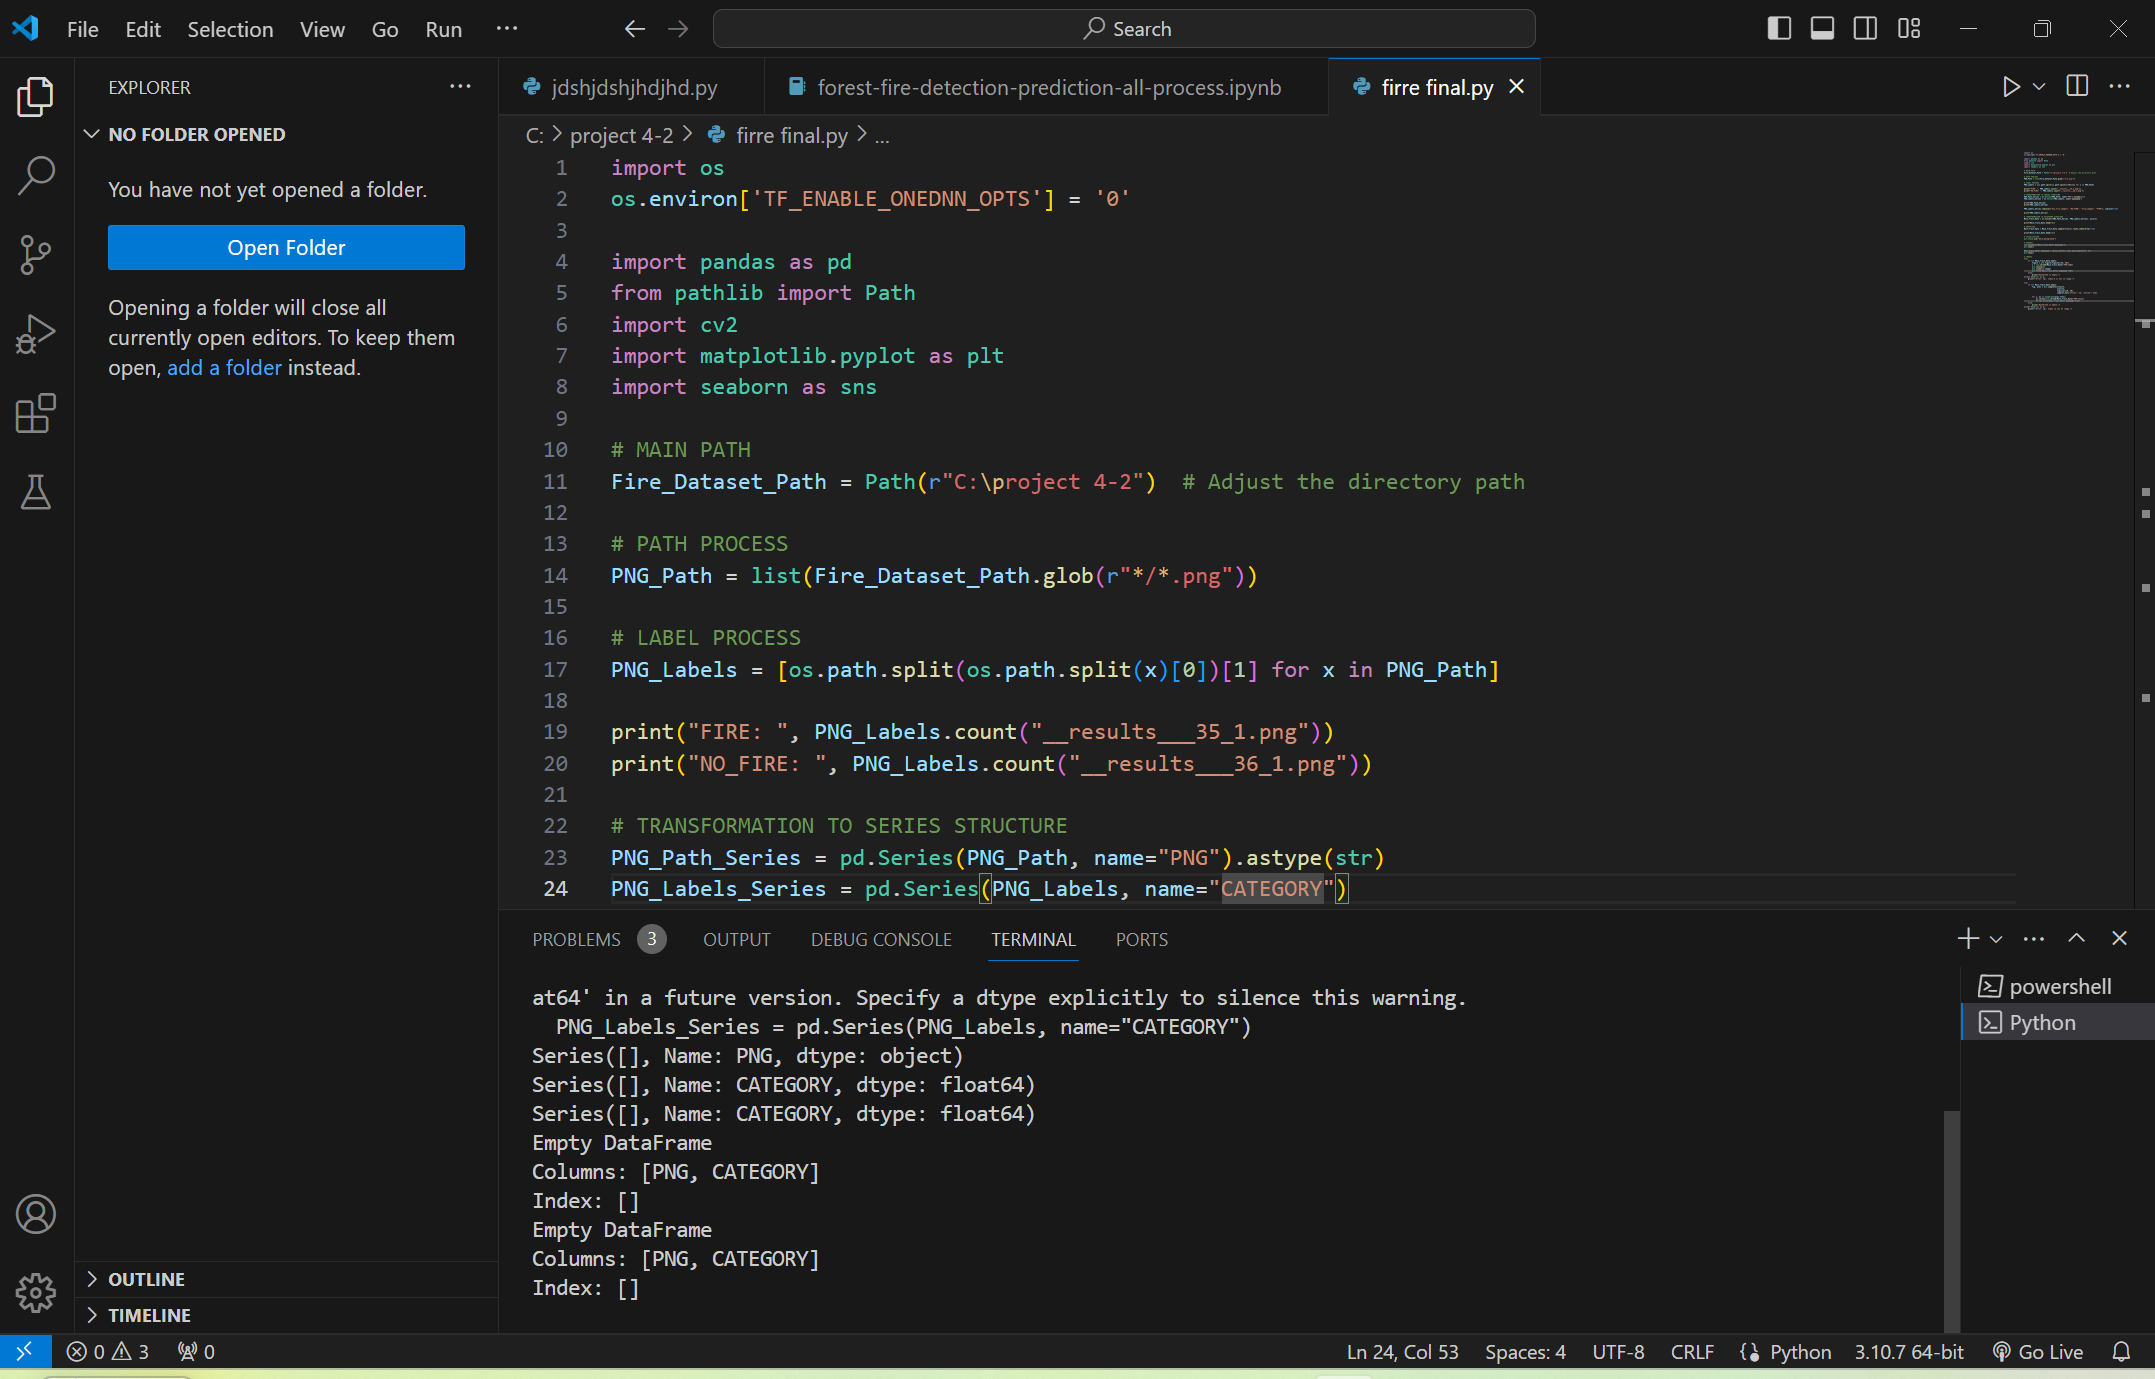 File Edit Selection View Go Run ...
Search
EXPLORER
NO FOLDER OPENED
You have not yet opened a folder.
Open Folder
Opening a folder will close all
currently open editors. To keep them
open, add a folder instead.
OUTLINE
TIMELINE
jdshjdshjhdjhd.py
forest-fire-detection-prediction-all-process.ipynb
firre final.py
C: > project 4-2 > firre final.py > ...
1 import os
2 os.environ['TF_ENABLE_ONEDNN_OPTS'] = '0'
3
4 import pandas as pd
5 from pathlib import Path
6 import cv2
7 import matplotlib.pyplot as plt
8 import seaborn as sns
9
10 # MAIN PATH
11 Fire_Dataset_Path = Path(r"C:\project 4-2")  # Adjust the directory path
12
13 # PATH PROCESS
14 PNG_Path = list(Fire_Dataset_Path.glob(r"*/*.png"))
15
16 # LABEL PROCESS
17 PNG_Labels = [os.path.split(os.path.split(x)[0])[1] for x in PNG_Path]
18
19 print("FIRE: ", PNG_Labels.count("__results___35_1.png"))
20 print("NO_FIRE: ", PNG_Labels.count("__results___36_1.png"))
21
22 # TRANSFORMATION TO SERIES STRUCTURE
23 PNG_Path_Series = pd.Series(PNG_Path, name="PNG").astype(str)
24 PNG_Labels_Series = pd.Series(PNG_Labels, name="CATEGORY")
PROBLEMS 3 OUTPUT DEBUG CONSOLE TERMINAL PORTS
at64' in a future version. Specify a dtype explicitly to silence this warning.
  PNG_Labels_Series = pd.Series(PNG_Labels, name="CATEGORY")
Series([], Name: PNG, dtype: object)
Series([], Name: CATEGORY, dtype: float64)
Series([], Name: CATEGORY, dtype: float64)
Empty DataFrame
Columns: [PNG, CATEGORY]
Index: []
Empty DataFrame
Columns: [PNG, CATEGORY]
Index: []
powershell
Python
0 3 0
Ln 24, Col 53 Spaces: 4 UTF-8 CRLF Python 3.10.7 64-bit Go Live